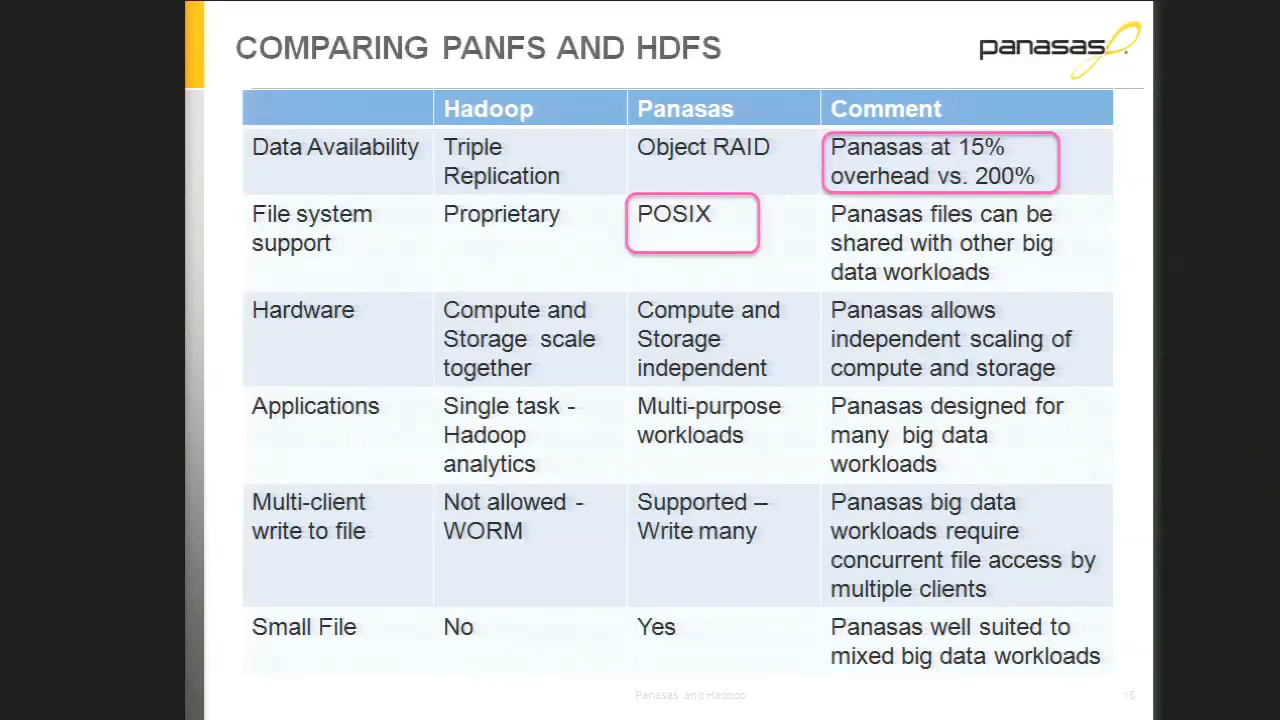 COMPARING PANFS AND HDFS
panasas
Hadoop
Panasas
Comment
Data Availability
Triple
Replication
Object RAID
Panasas at 15%
overhead vs. 200%
File system
support
Proprietary
POSIX
Panasas files can be
shared with other big
data workloads
Hardware
Compute and
Storage scale
together
Compute and
Storage
independent
Panasas allows
independent scaling of
compute and storage
Applications
Single task -
Hadoop
analytics
Multi-purpose
workloads
Panasas designed for
many big data
workloads
Multi-client
write to file
Not allowed -
WORM
Supported –
Write many
Panasas big data
workloads require
concurrent file access by
multiple clients
Small File
No
Yes
Panasas well suited to
mixed big data workloads
Panasas and Hadoop
15